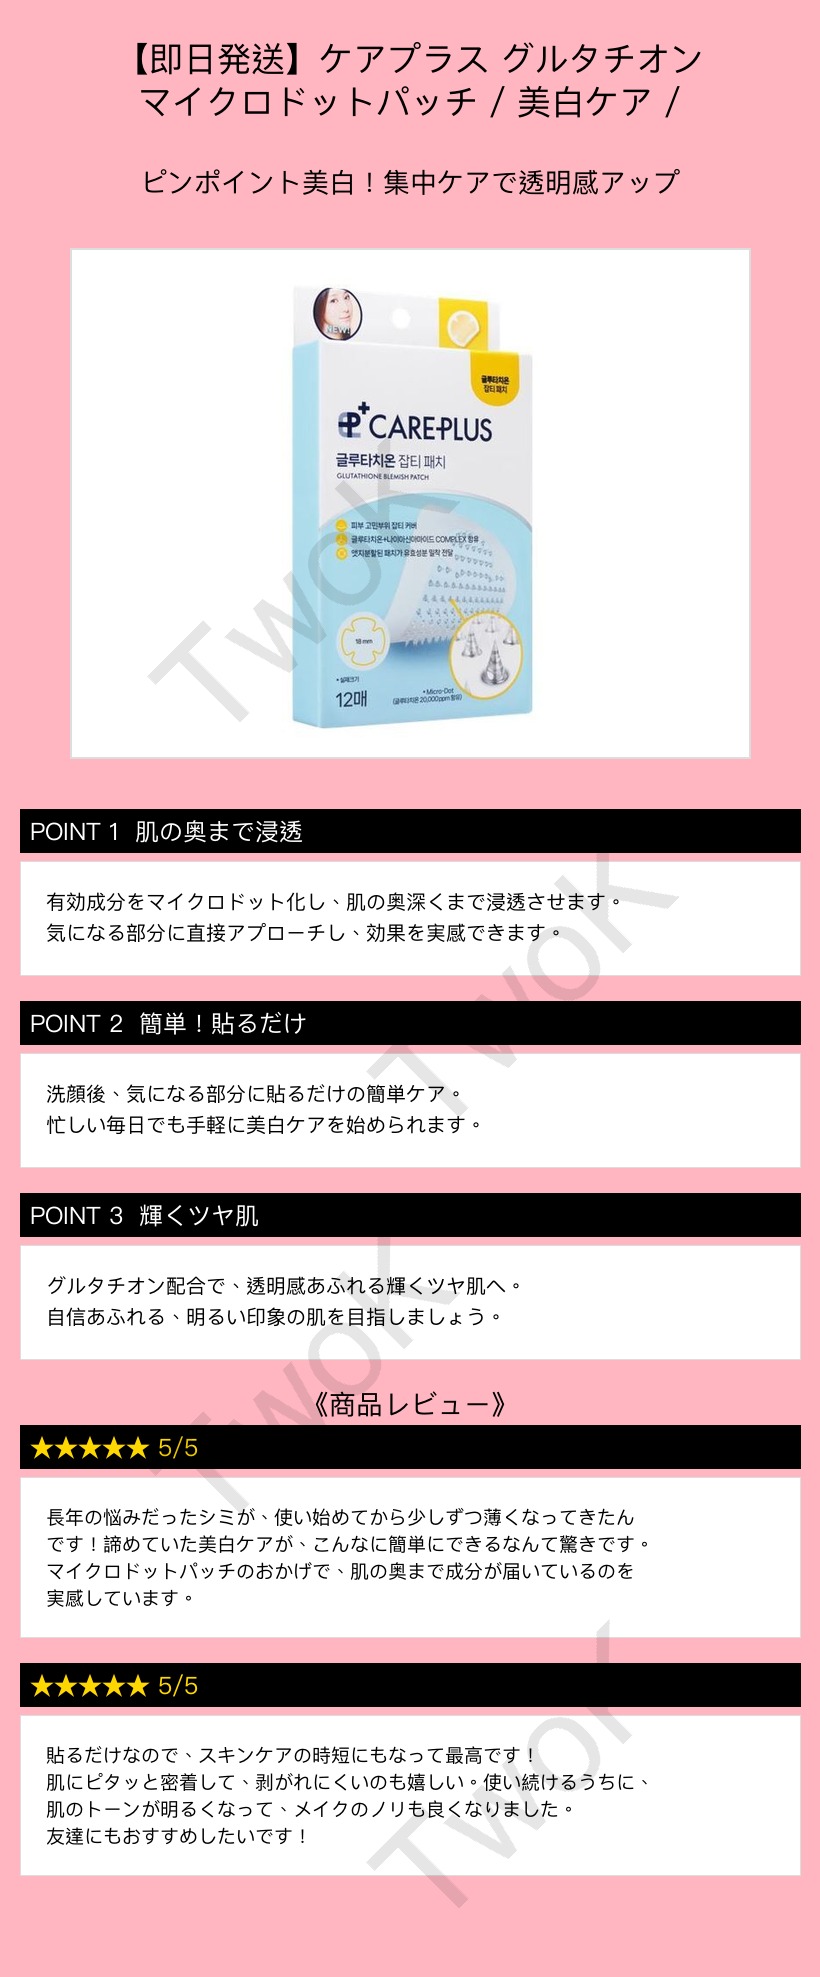 【即日発送】ケアプラス グルタチオン
マイクロドットパッチ / 美白ケア /
ピンポイント美白！集中ケアで透明感アップ
NEW!
글루타치온
잡티 패치
CARE+PLUS
글루타치온 잡티 패치
GLUTATHIONE BLEMISH PATCH
피부 고민부위 잡티 커버
글루타치온+나이아신아마이드 COMPLEX 함유
엣지분할된 패치가 유효성분 밀착 전달
18 mm
*실제크기
12매
*Micro-Dot
(글루타치온 20,000ppm 함유)
TwoK
POINT 1 肌の奥まで浸透
有効成分をマイクロドット化し、肌の奥深くまで浸透させます。
気になる部分に直接アプローチし、効果を実感できます。
TwoK
POINT 2 簡単！貼るだけ
洗顔後、気になる部分に貼るだけの簡単ケア。
忙しい毎日でも手軽に美白ケアを始められます。
POINT 3 輝くツヤ肌
グルタチオン配合で、透明感あふれる輝くツヤ肌へ。
自信あふれる、明るい印象の肌を目指しましょう。
TwoK
《商品レビュー》
★★★★★ 5/5
長年の悩みだったシミが、使い始めてから少しずつ薄くなってきたん
です！諦めていた美白ケアが、こんなに簡単にできるなんて驚きです。
マイクロドットパッチのおかげで、肌の奥まで成分が届いているのを
実感しています。
★★★★★ 5/5
貼るだけなので、スキンケアの時短にもなって最高です！
肌にピタッと密着して、剥がれにくいのも嬉しい。使い続けるうちに、
肌のトーンが明るくなって、メイクのノリも良くなりました。
友達にもおすすめしたいです！
TwoK